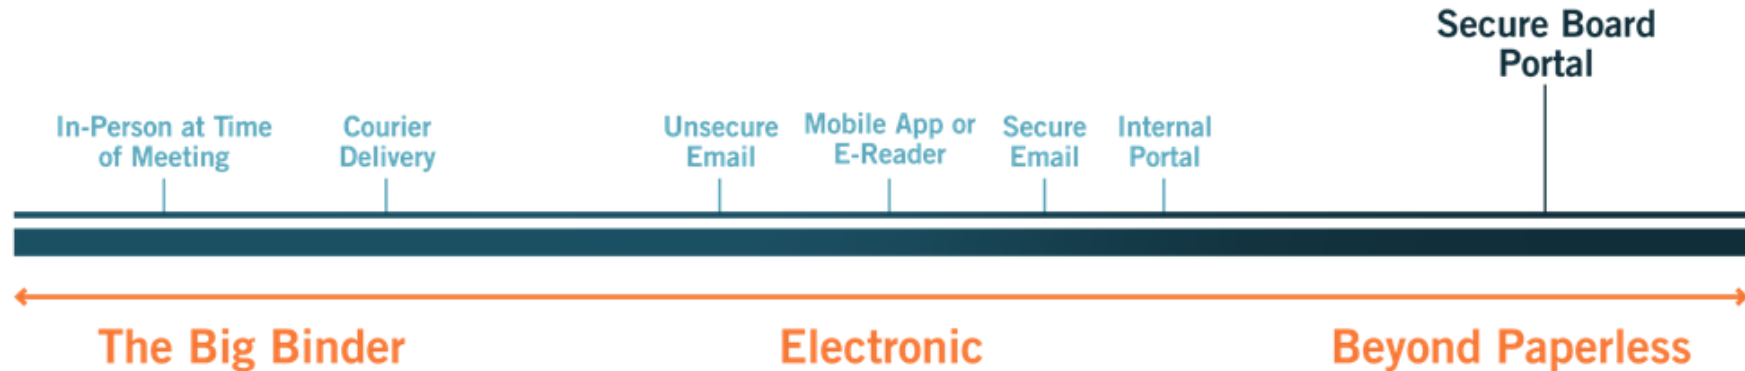 Secure Board
Portal
In-Person at Time
of Meeting
Courier
Delivery
Unsecure
Email
Mobile App or
E-Reader
Secure
Email
Internal
Portal
The Big Binder
Electronic
Beyond Paperless